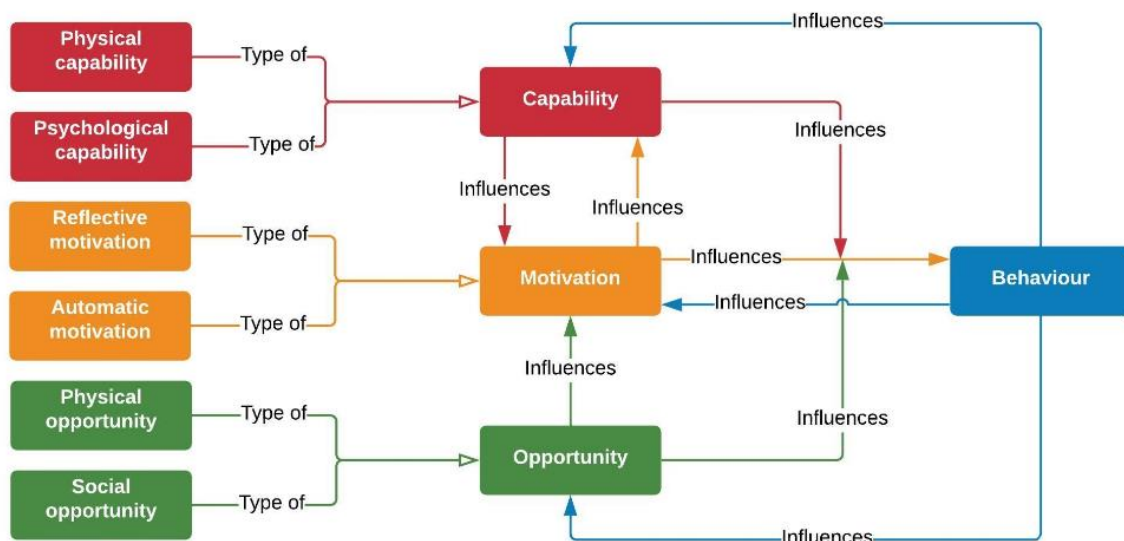 Influences
Physical
capability
Type of
Capability
Psychological
capability
Type of
Influences
Influences
Influences
Reflective
motivation
Type of
Motivation
Influences
Behaviour
Influences
Automatic
motivation
Type of
Influences
Physical
opportunity
Type of
Influences
Opportunity
Social
opportunity
Type of
Influences